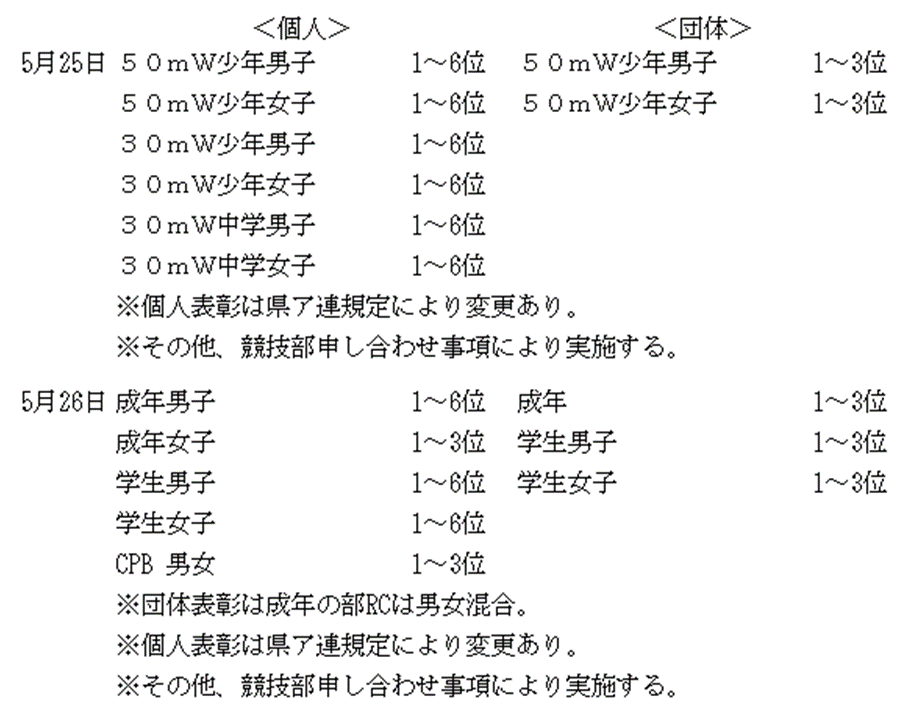 ＜個人＞ ＜団体＞
5月25日 ５０ｍＷ少年男子 1～6位 ５０ｍＷ少年男子 1～3位
５０ｍＷ少年女子 1～6位 ５０ｍＷ少年女子 1～3位
３０ｍＷ少年男子 1～6位
３０ｍＷ少年女子 1～6位
３０ｍＷ中学男子 1～6位
３０ｍＷ中学女子 1～6位
※個人表彰は県ア連規定により変更あり。
※その他、競技部申し合わせ事項により実施する。
5月26日 成年男子 1～6位 成年 1～3位
成年女子 1～3位 学生男子 1～3位
学生男子 1～6位 学生女子 1～3位
学生女子 1～6位
CPB 男女 1～3位
※団体表彰は成年の部RCは男女混合。
※個人表彰は県ア連規定により変更あり。
※その他、競技部申し合わせ事項により実施する。